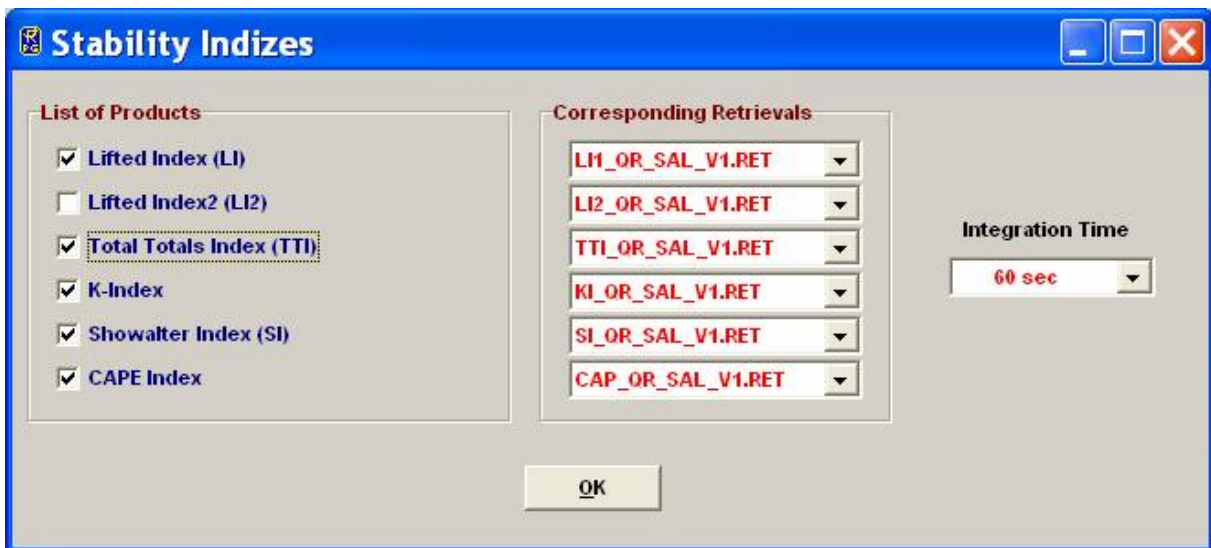 Stability Indizes
List of Products
Lifted Index (LI)
Lifted Index2 (LI2)
Total Totals Index (TTI)
K-Index
Showalter Index (SI)
CAPE Index
Corresponding Retrievals
LI1_QR_SAL_V1.RET
LI2_QR_SAL_V1.RET
TTI_QR_SAL_V1.RET
KI_QR_SAL_V1.RET
SI_QR_SAL_V1.RET
CAP_QR_SAL_V1.RET
Integration Time
60 sec
OK